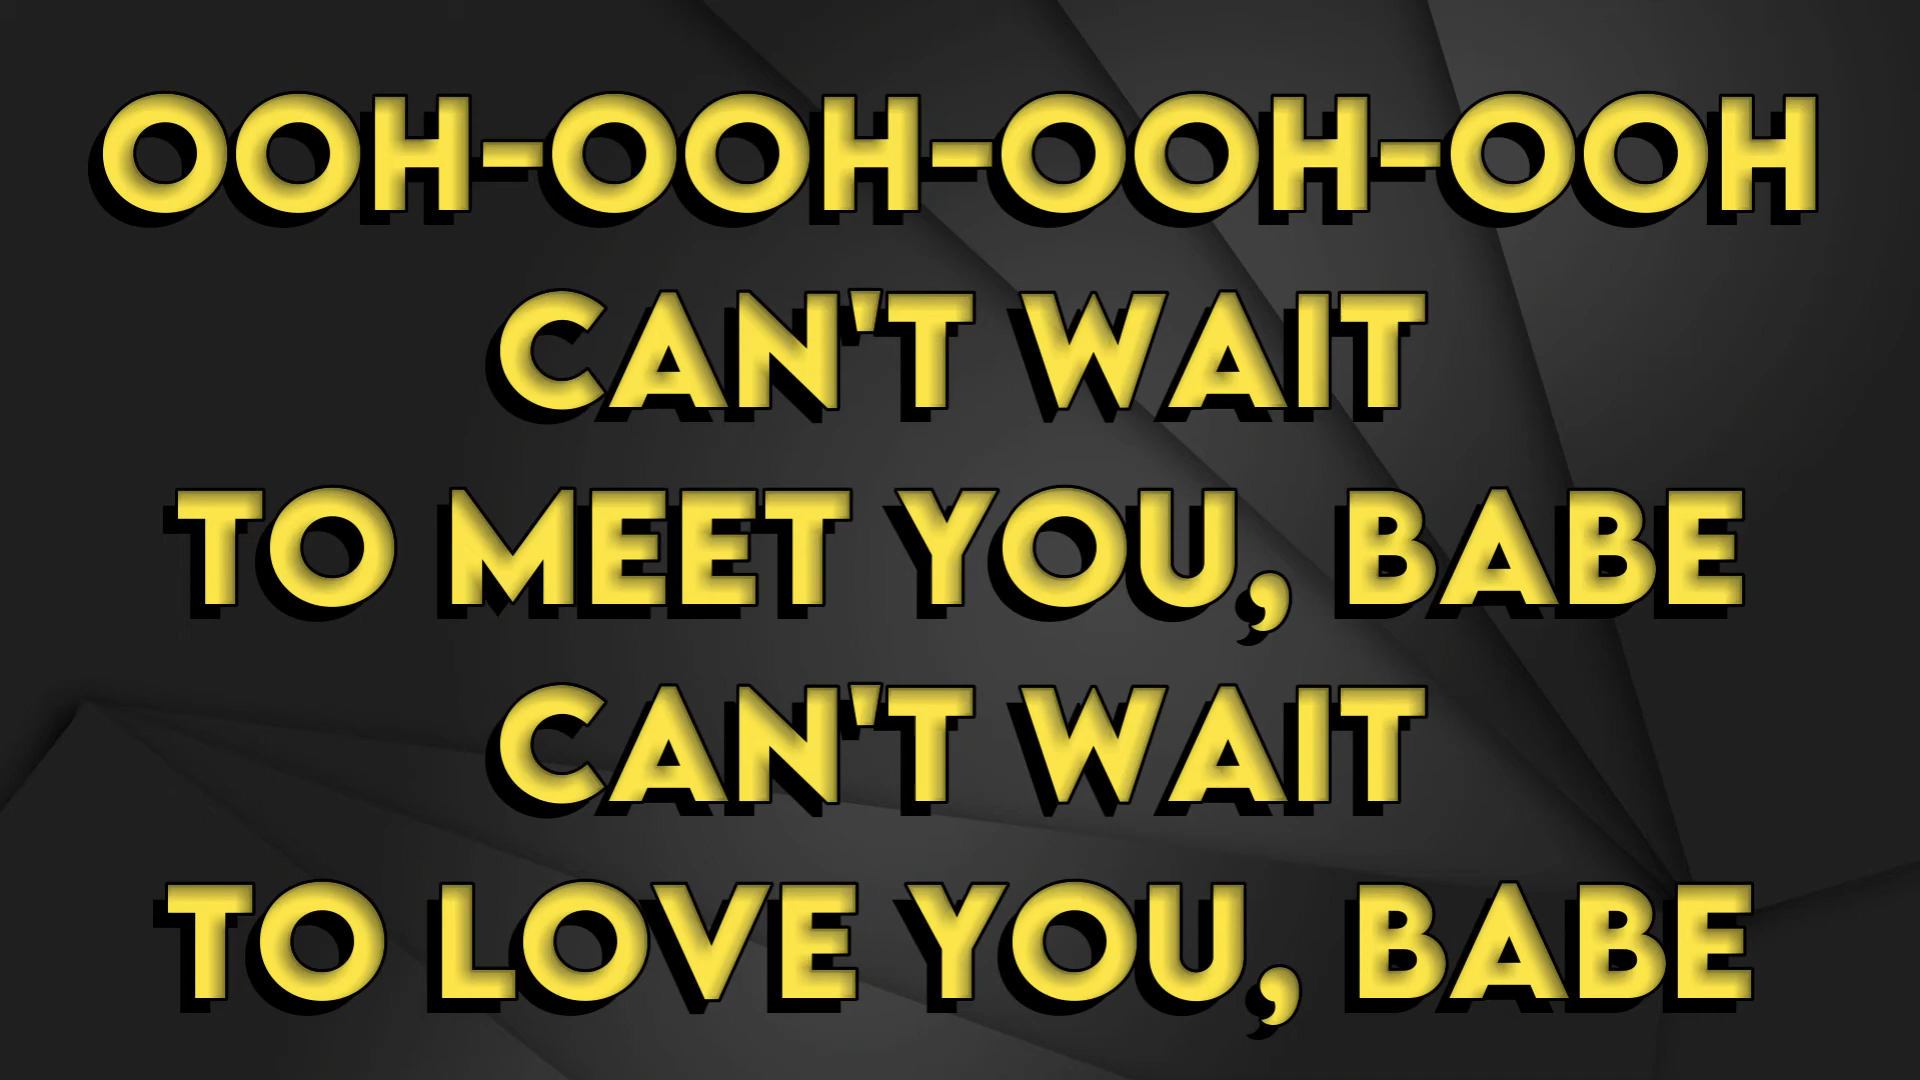 OOH-OOH-OOH-OOH
CAN'T WAIT
TO MEET YOU, BABE
CAN'T WAIT
TO LOVE YOU, BABE